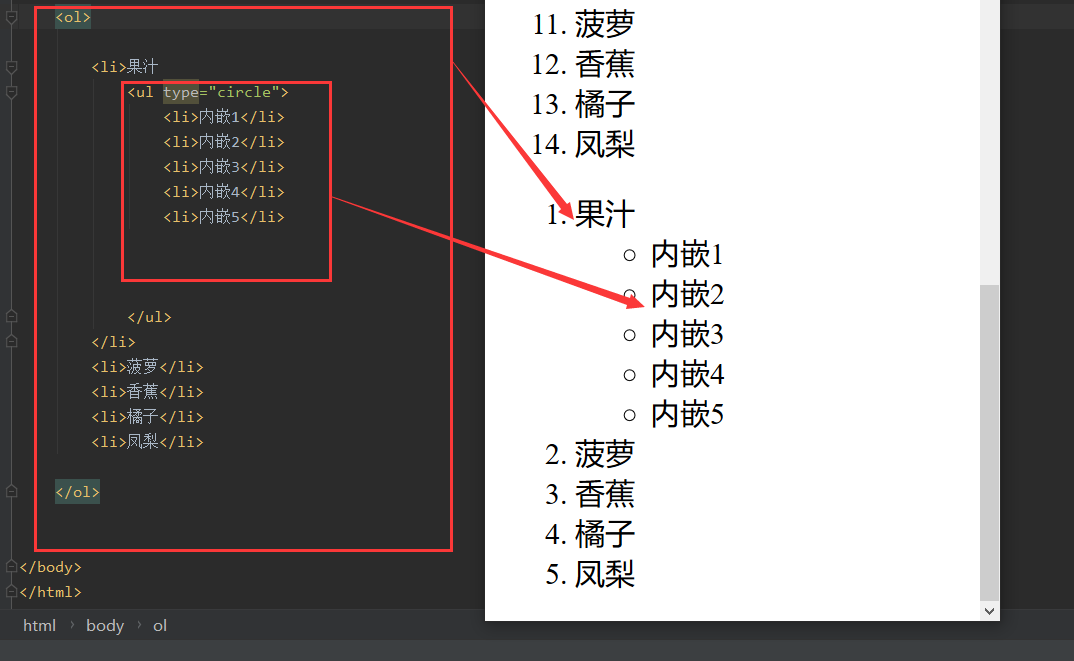 <ol>
<li>果汁
<ul type="circle">
<li>内嵌1</li>
<li>内嵌2</li>
<li>内嵌3</li>
<li>内嵌4</li>
<li>内嵌5</li>
</ul>
</li>
<li>菠萝</li>
<li>香蕉</li>
<li>橘子</li>
<li>凤梨</li>
</ol>
</body>
</html>
html › body › ol
11. 菠萝
12. 香蕉
13. 橘子
14. 凤梨
1. 果汁
○ 内嵌1
○ 内嵌2
○ 内嵌3
○ 内嵌4
○ 内嵌5
2. 菠萝
3. 香蕉
4. 橘子
5. 凤梨